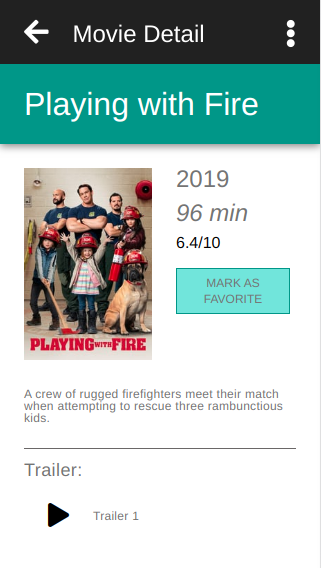 Movie Detail
Playing with Fire
2019
96 min
6.4/10
MARK AS
FAVORITE
PLAYING WITH FIRE
A crew of rugged firefighters meet their match
when attempting to rescue three rambunctious
kids.
Trailer:
Trailer 1